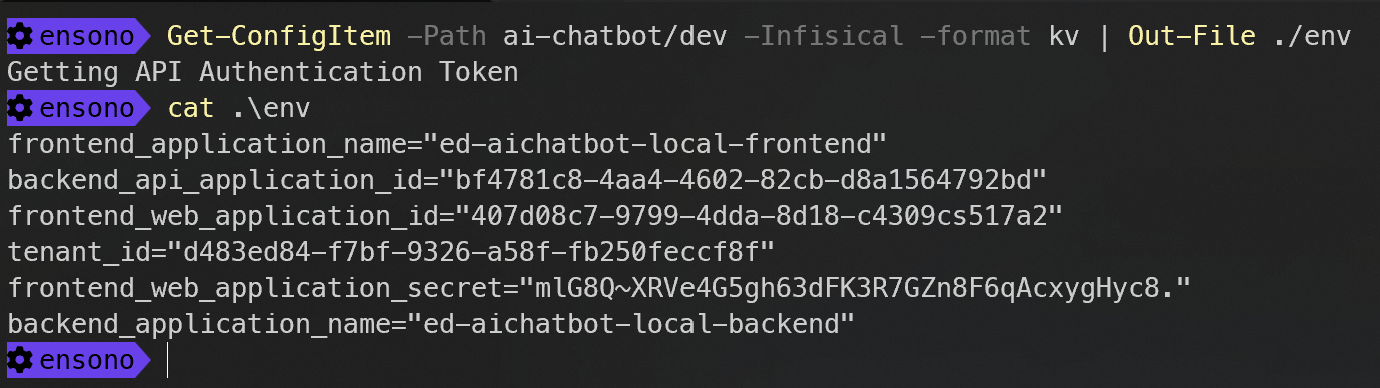 ensono Get-ConfigItem -Path ai-chatbot/dev -Infisical -format kv | Out-File ./env
Getting API Authentication Token
ensono cat .\env
frontend_application_name="ed-aichatbot-local-frontend"
backend_api_application_id="bf4781c8-4aa4-4602-82cb-d8a1564792bd"
frontend_web_application_id="407d08c7-9799-4dda-8d18-c4309cs517a2"
tenant_id="d483ed84-f7bf-9326-a58f-fb250feccf8f"
frontend_web_application_secret="mlG8Q~XRVe4G5gh63dFK3R7GZn8F6qAcxygHyc8."
backend_application_name="ed-aichatbot-local-backend"
ensono